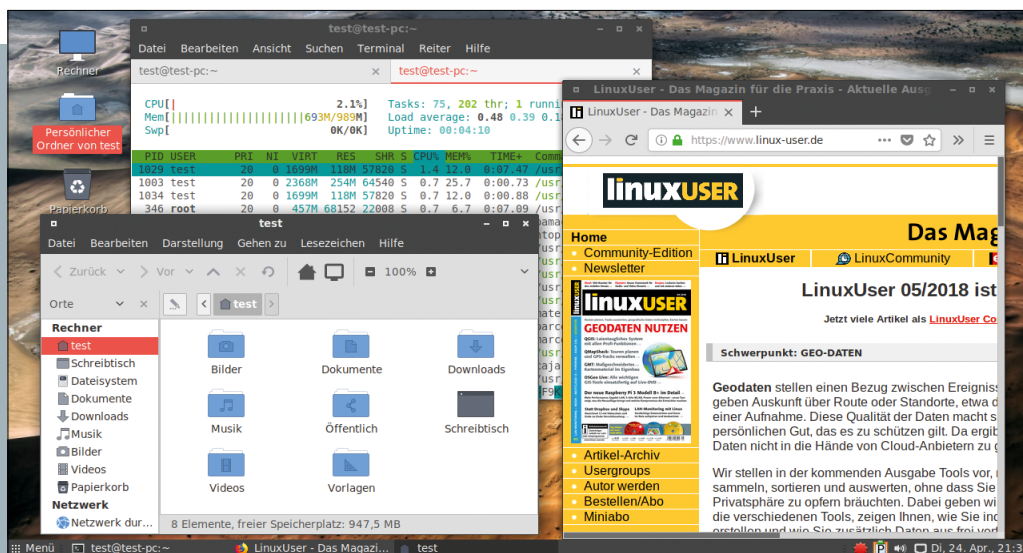 Rechner
Persönlicher
Ordner von test
Papierkorb
test@test-pc:~
Datei Bearbeiten Ansicht Suchen Terminal Reiter Hilfe
test@test-pc:~ × test@test-pc:~ ×
CPU[| 2.1%] Tasks: 75, 202 thr; 1 runni
Mem[||||||||||||||||||||693M/989M] Load average: 0.48 0.39 0.1
Swp[ 0K/0K] Uptime: 00:04:10
PID USER PRI NI VIRT RES SHR S CPU% MEM% TIME+ Comm
1029 test 20 0 1699M 118M 57820 S 1.4 12.0 0:07.47 /usr
1003 test 20 0 2368M 254M 64540 S 0.7 25.7 0:00.73 /usr
1034 test 20 0 1699M 118M 57820 S 0.7 12.0 0:00.88 /usr
346 root 20 0 457M 68152 22008 S 0.7 6.7 0:07.09 /usr
test
Datei Bearbeiten Darstellung Gehen zu Lesezeichen Hilfe
Zurück Vor 100%
Orte
test
Rechner
test
Schreibtisch
Dateisystem
Dokumente
Downloads
Musik
Bilder
Videos
Papierkorb
Netzwerk
Netzwerk dur...
Bilder Dokumente Downloads
Musik Öffentlich Schreibtisch
Videos Vorlagen
8 Elemente, freier Speicherplatz: 947,5 MB
LinuxUser - Das Magazin für die Praxis - Aktuelle Ausg
LinuxUser - Das Magazin × +
https://www.linux-user.de
LINUXUSER
Das Mag
Home
Community-Edition
Newsletter
LinuxUser LinuxCommunity
LINUXUSER
GEODATEN NUTZEN
Artikel-Archiv
Usergroups
Autor werden
Bestellen/Abo
Miniabo
LinuxUser 05/2018 ist
Jetzt viele Artikel als LinuxUser Co
Schwerpunkt: GEO-DATEN
Geodaten stellen einen Bezug zwischen Ereigniss
geben Auskunft über Route oder Standorte, etwa d
einer Aufnahme. Diese Qualität der Daten macht s
persönlichen Gut, das es zu schützen gilt. Da ergib
Daten nicht in die Hände von Cloud-Anbietern zu g
Wir stellen in der kommenden Ausgabe Tools vor,
sammeln, sortieren und auswerten, ohne dass Sie
Privatsphäre zu opfern bräuchten. Dabei geben wi
die verschiedenen Tools, zeigen Ihnen, wie Sie ind
Menü test@test-pc:~ LinuxUser - Das Magazi... test Di, 24. Apr., 21:3